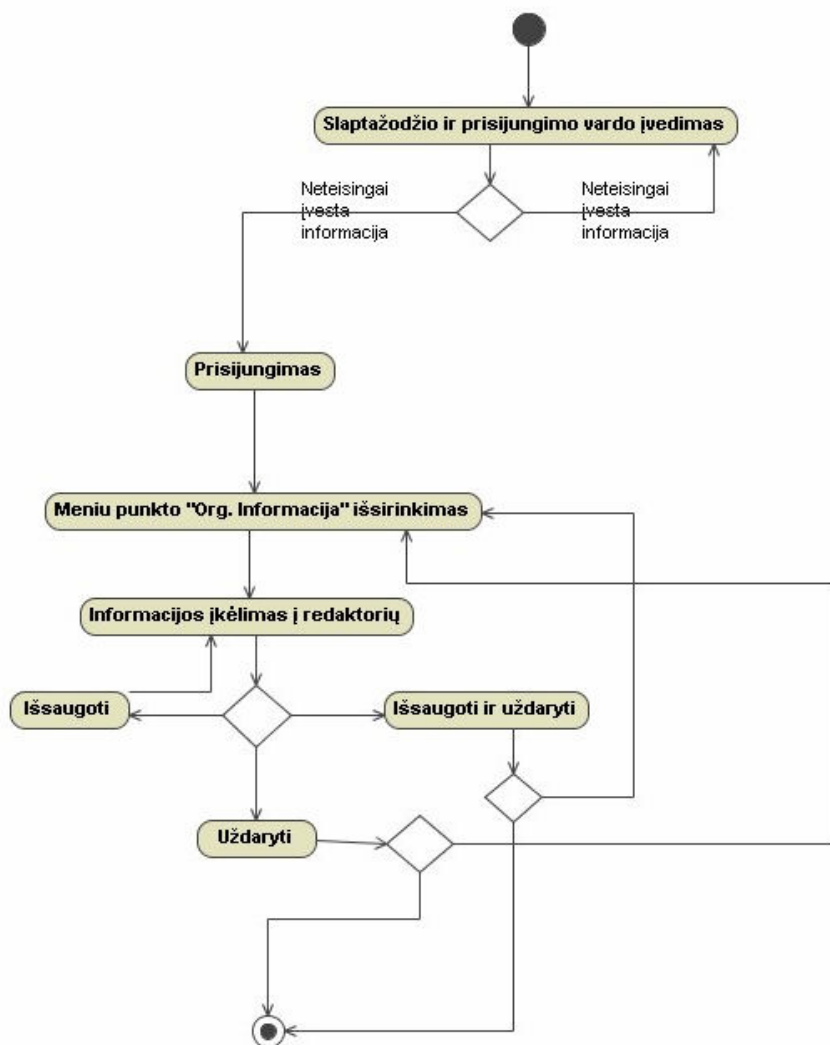 Slaptažodžio ir prisijungimo vardo įvedimas
Neteisingai
įvesta
informacija
Neteisingai
įvesta
informacija
Prisijungimas
Meniu punkto "Org. Informacija" išsirinkimas
Informacijos įkėlimas į redaktorių
Išsaugoti
Išsaugoti ir uždaryti
Uždaryti